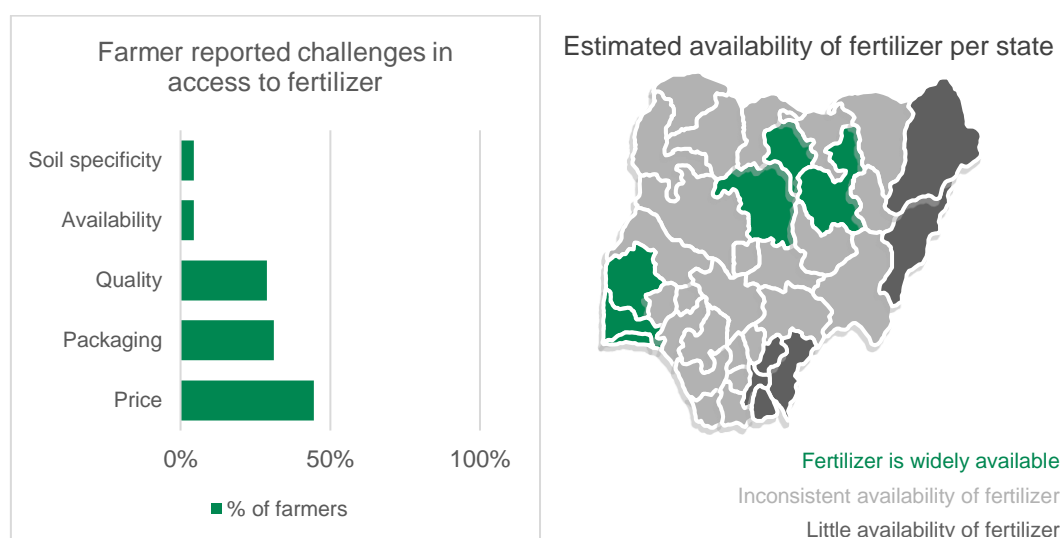 Farmer reported challenges in
access to fertilizer
Soil specificity
Availability
Quality
Packaging
Price
0%
50%
100%
% of farmers
Estimated availability of fertilizer per state
Fertilizer is widely available
Inconsistent availability of fertilizer
Little availability of fertilizer